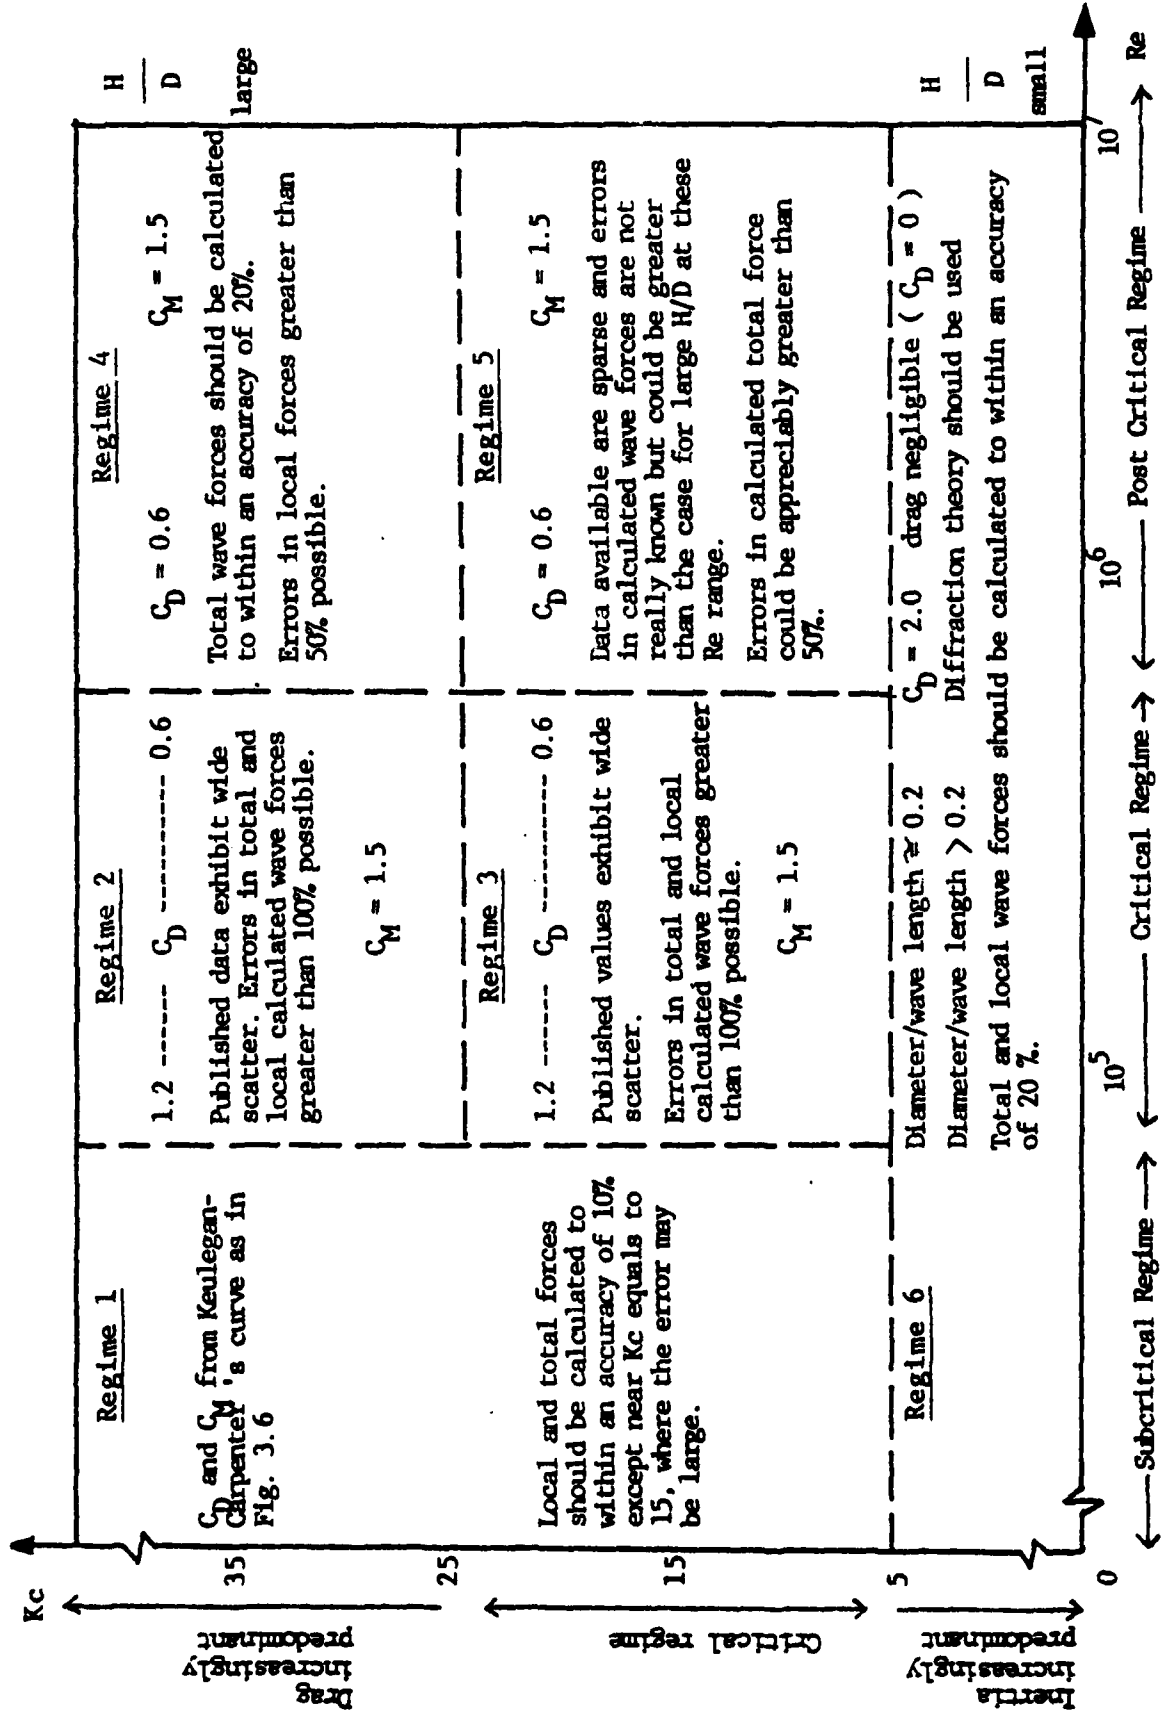 Kc
Drag
increasingly
predominant
Critical regime
Inertia
increasingly
predominant
35
25
15
5
0
Regime 1
C_D and C_M from Keulegan-
Carpenter 's curve as in
Fig. 3.6
Local and total forces
should be calculated to
within an accuracy of 10%
except near Kc equals to
15, where the error may
be large.
Regime 2
1.2 ------ C_D ----------- 0.6
Published data exhibit wide
scatter. Errors in total and
local calculated wave forces
greater than 100% possible.
C_M = 1.5
Regime 3
1.2 ------ C_D ----------- 0.6
Published values exhibit wide
scatter.
Errors in total and local
calculated wave forces greater
than 100% possible.
C_M = 1.5
Regime 4
C_D = 0.6 C_M = 1.5
Total wave forces should be calculated
to within an accuracy of 20%.
Errors in local forces greater than
50% possible.
Regime 5
C_D = 0.6 C_M = 1.5
Data available are sparse and errors
in calculated wave forces are not
really known but could be greater
than the case for large H/D at these
Re range.
Errors in calculated total force
could be appreciably greater than
50%.
Regime 6
Diameter/wave length ≅ 0.2 C_D = 2.0 drag negligible ( C_D = 0 )
Diameter/wave length > 0.2 Diffraction theory should be used
Total and local wave forces should be calculated to within an accuracy
of 20 %.
H
D
large
H
D
small
10^5
10^6
10^7
Subcritical Regime
Critical Regime
Post Critical Regime
Re